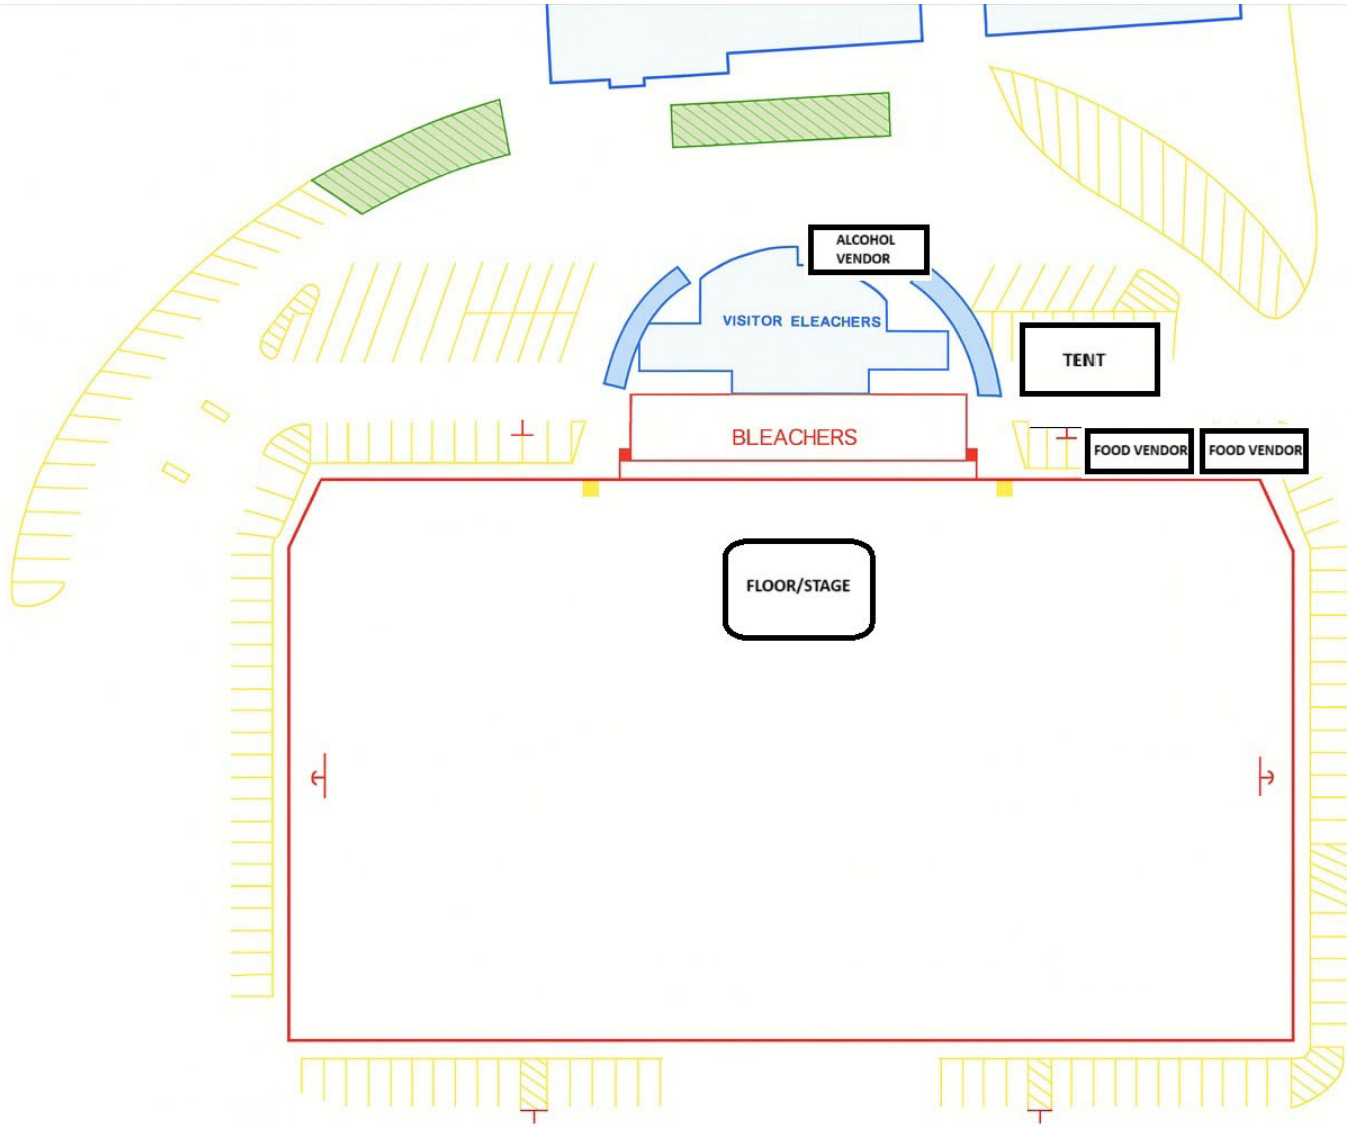 ALCOHOL
VENDOR
VISITOR ELEACHERS
TENT
BLEACHERS
FOOD VENDOR
FOOD VENDOR
FLOOR/STAGE